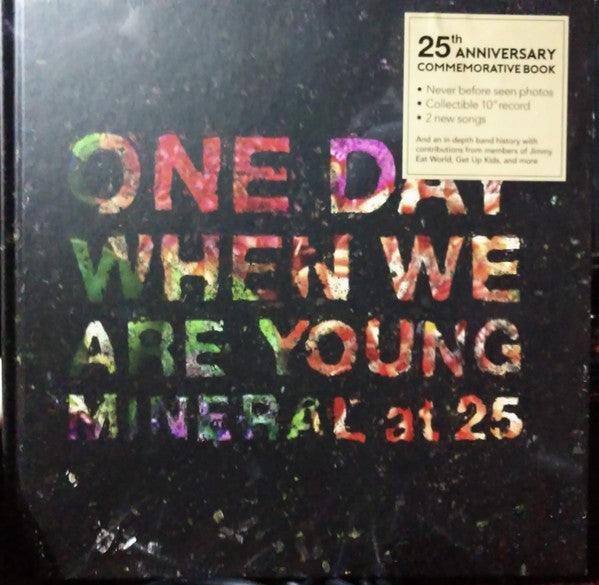 25th ANNIVERSARY
COMMEMORATIVE BOOK
• Never before seen photos
• Collectible 10" record
• 2 new songs
And an in depth band history with
contributions from members of Jimmy
Eat World, Get Up Kids, and more
ONE DAY
WHEN WE
ARE YOUNG
MINERAL at 25